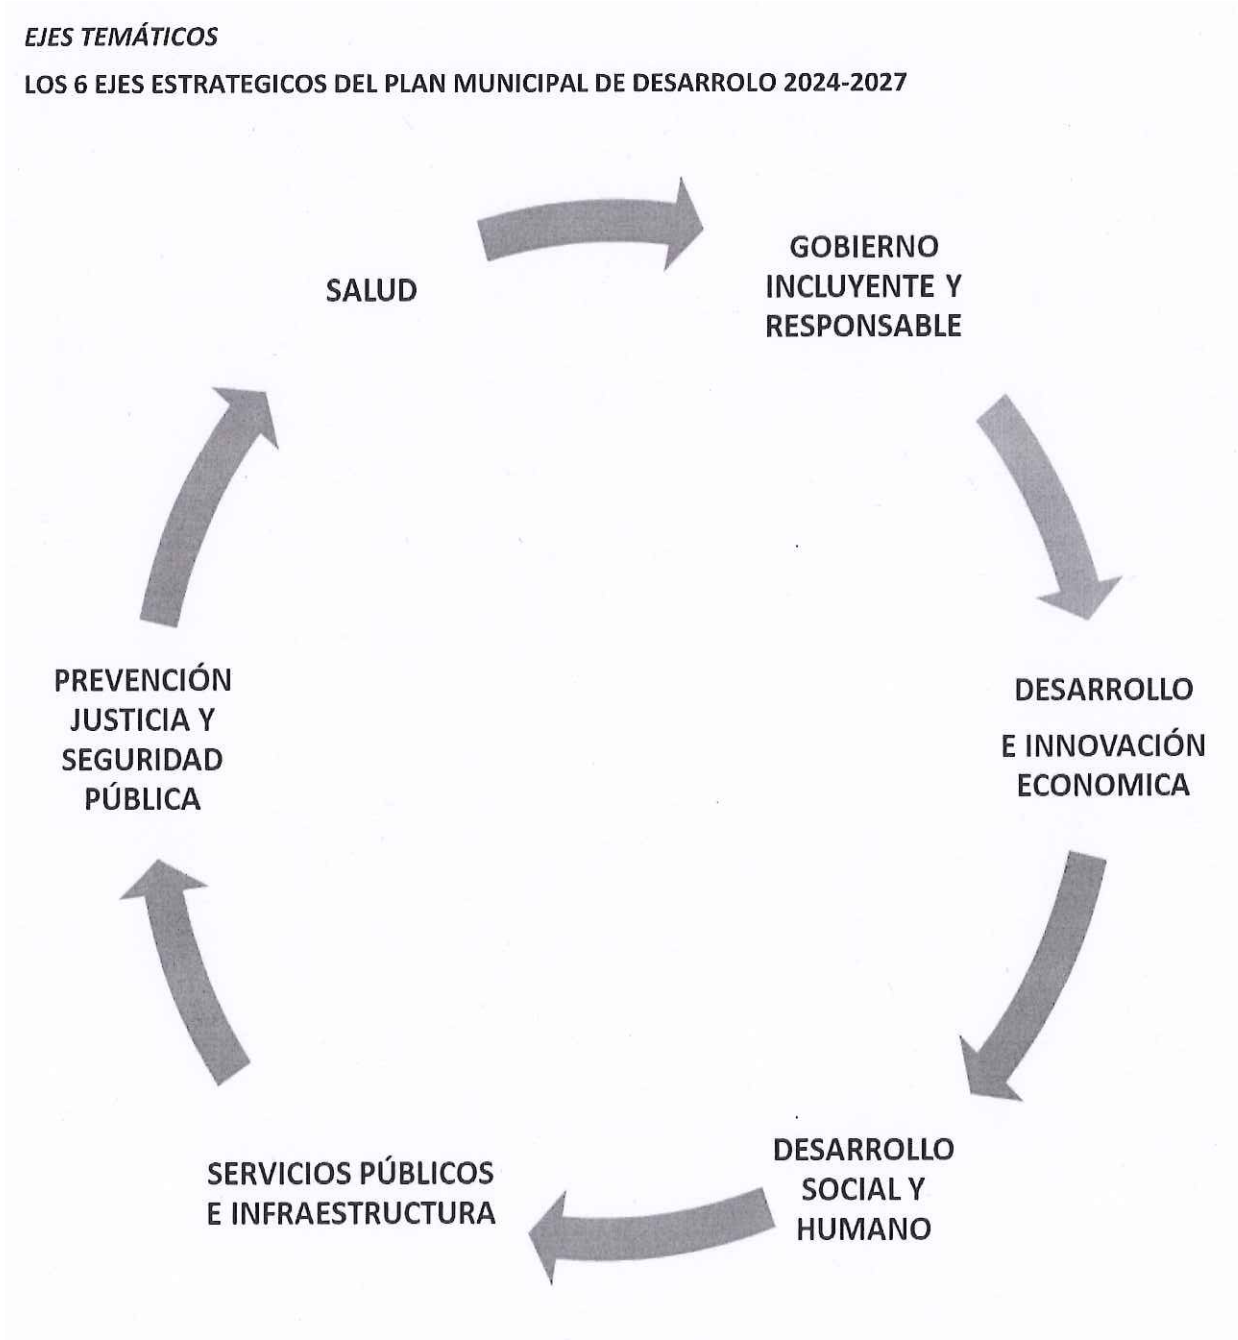 EJES TEMÁTICOS
LOS 6 EJES ESTRATEGICOS DEL PLAN MUNICIPAL DE DESARROLO 2024-2027
SALUD
GOBIERNO
INCLUYENTE Y
RESPONSABLE
DESARROLLO
E INNOVACIÓN
ECONOMICA
DESARROLLO
SOCIAL Y
HUMANO
SERVICIOS PÚBLICOS
E INFRAESTRUCTURA
PREVENCIÓN
JUSTICIA Y
SEGURIDAD
PÚBLICA